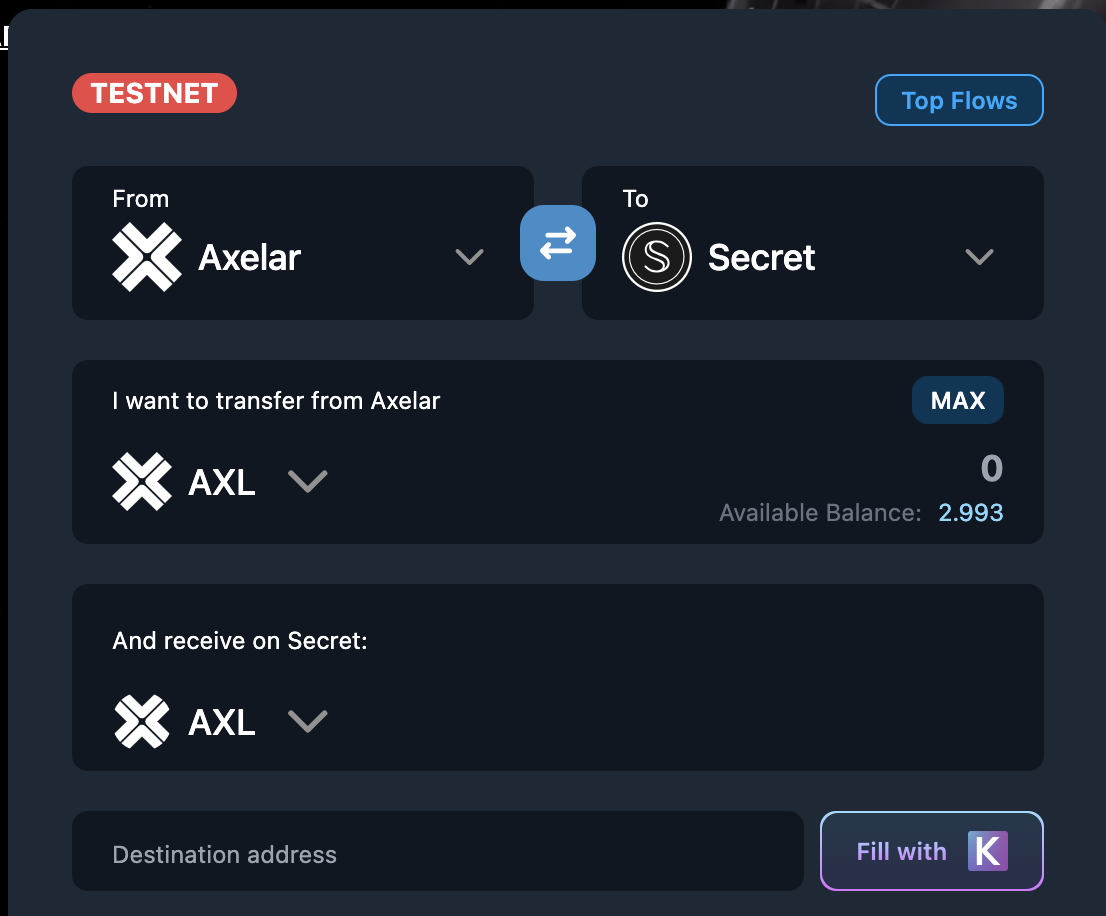 TESTNET
Top Flows
From
Axelar
To
Secret
I want to transfer from Axelar
MAX
AXL
0
Available Balance: 2.993
And receive on Secret:
AXL
Destination address
Fill with K